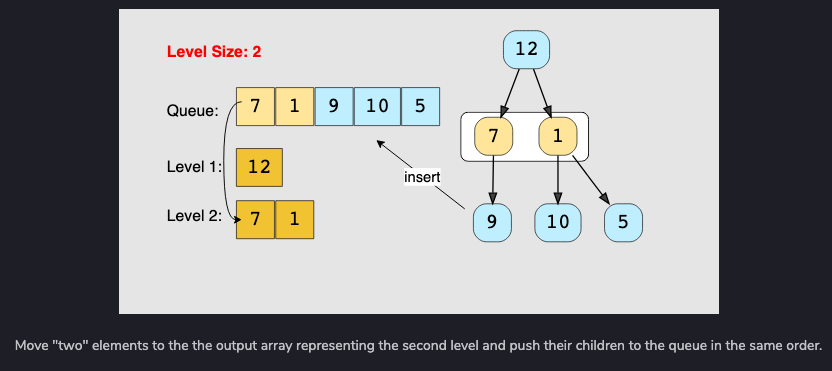 Level Size: 2
12
Queue: 7 1 9 10 5
7 1
Level 1: 12
insert
Level 2: 7 1
9 10 5
Move "two" elements to the the output array representing the second level and push their children to the queue in the same order.